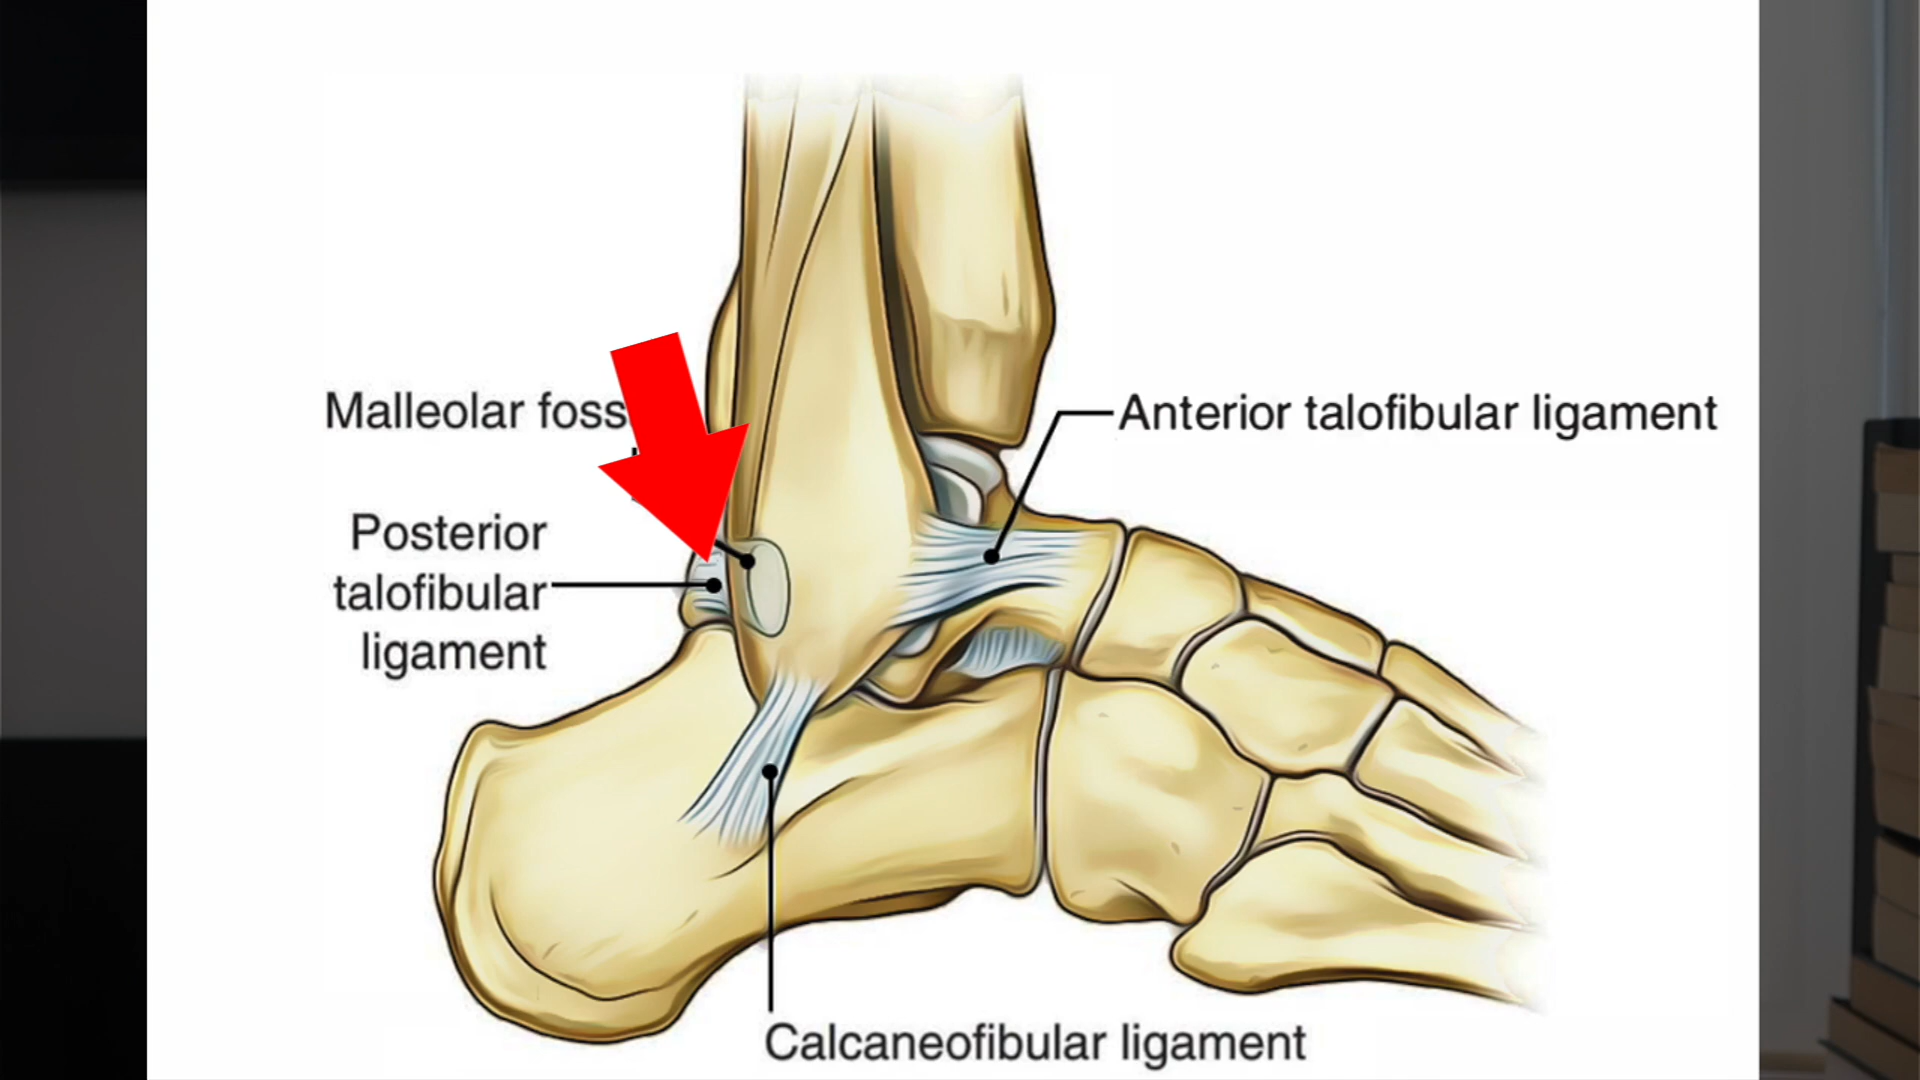 Malleolar foss
Anterior talofibular ligament
Posterior
talofibular
ligament
Calcaneofibular ligament